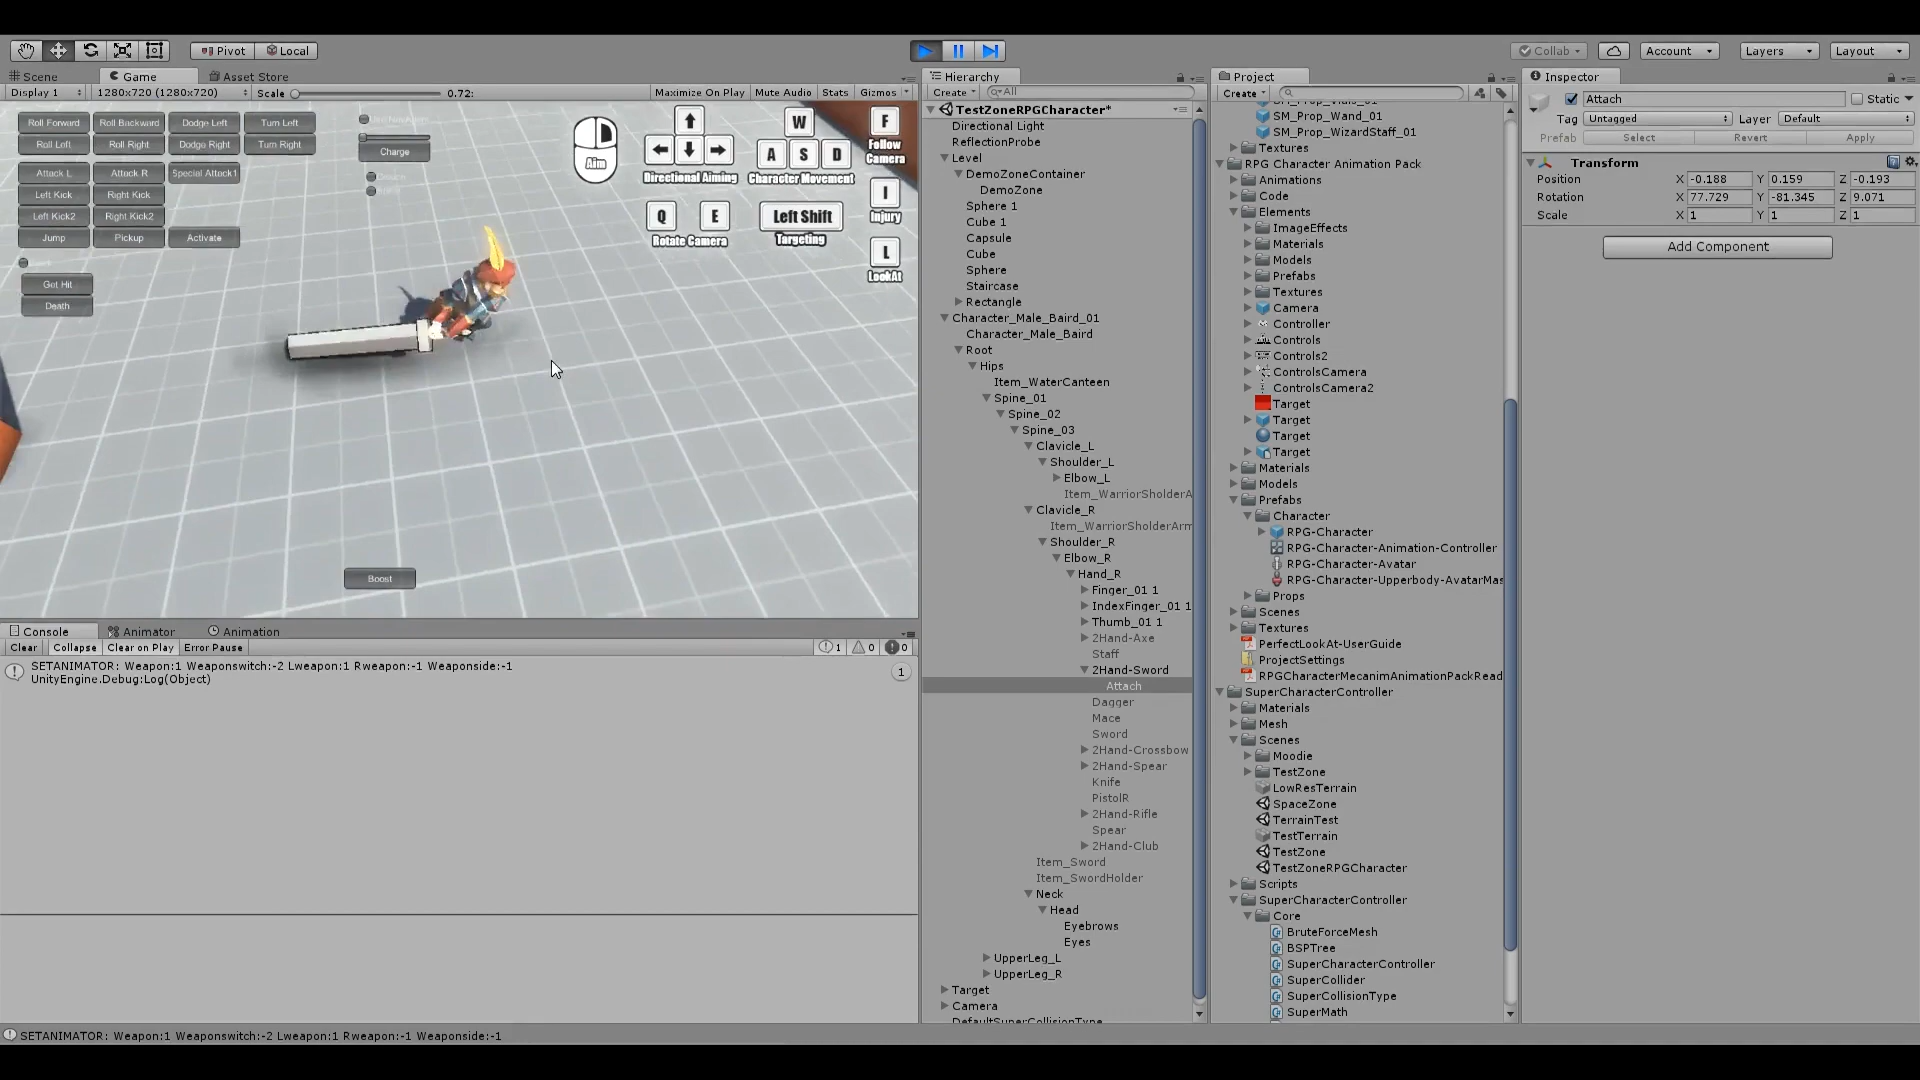 Pivot Local
Collab Account Layers Layout
Scene Game Asset Store
Display 1 1280x720 (1280x720) Scale 0.72: Maximize On Play Mute Audio Stats Gizmos
Roll Forward Roll Backward Dodge Left Turn Left
Roll Left Roll Right Dodge Right Turn Right
Charge
Attack L Attack R Special Attack1
Left Kick Right Kick
Left Kick2 Right Kick2
Jump Pickup Activate
Got Hit
Death
Boost
Aim
Directional Aiming
W
A S D
Character Movement
Q E
Rotate Camera
Left Shift
Targeting
F
Follow
Camera
I
Injury
L
LookAt
Console Animator Animation
Clear Collapse Clear on Play Error Pause 1 0 0
SETANIMATOR: Weapon:1 Weaponswitch:-2 Lweapon:1 Rweapon:-1 Weaponside:-1
UnityEngine.Debug:Log(Object)
1
SETANIMATOR: Weapon:1 Weaponswitch:-2 Lweapon:1 Rweapon:-1 Weaponside:-1
Hierarchy
Create All
TestZoneRPGCharacter*
Directional Light
ReflectionProbe
Level
DemoZoneContainer
DemoZone
Sphere 1
Cube 1
Capsule
Cube
Sphere
Staircase
Rectangle
Character_Male_Baird_01
Character_Male_Baird
Root
Hips
Item_WaterCanteen
Spine_01
Spine_02
Spine_03
Clavicle_L
Shoulder_L
Elbow_L
Item_WarriorSholderA
Clavicle_R
Item_WarriorSholderArm
Shoulder_R
Elbow_R
Hand_R
Finger_01 1
IndexFinger_01 1
Thumb_01 1
2Hand-Axe
Staff
2Hand-Sword
Attach
Dagger
Mace
Sword
2Hand-Crossbow
2Hand-Spear
Knife
PistolR
2Hand-Rifle
Spear
2Hand-Club
Item_Sword
Item_SwordHolder
Neck
Head
Eyebrows
Eyes
UpperLeg_L
UpperLeg_R
Target
Camera
DefaultSuperCollisionType
Project
Create
SM_Prop_Vials_01
SM_Prop_Wand_01
SM_Prop_WizardStaff_01
Textures
RPG Character Animation Pack
Animations
Code
Elements
ImageEffects
Materials
Models
Prefabs
Textures
Camera
Controller
Controls
Controls2
ControlsCamera
ControlsCamera2
Target
Target
Target
Target
Materials
Models
Prefabs
Character
RPG-Character
RPG-Character-Animation-Controller
RPG-Character-Avatar
RPG-Character-Upperbody-AvatarMas
Props
Scenes
Textures
PerfectLookAt-UserGuide
ProjectSettings
RPGCharacterMecanimAnimationPackRead
SuperCharacterController
Materials
Mesh
Scenes
Moodie
TestZone
LowResTerrain
SpaceZone
TerrainTest
TestTerrain
TestZone
TestZoneRPGCharacter
Scripts
SuperCharacterController
Core
BruteForceMesh
BSPTree
SuperCharacterController
SuperCollider
SuperCollisionType
SuperMath
Inspector
Attach Static
Tag Untagged Layer Default
Prefab Select Revert Apply
Transform
Position X -0.188 Y 0.159 Z -0.193
Rotation X 77.729 Y -81.345 Z 9.071
Scale X 1 Y 1 Z 1
Add Component